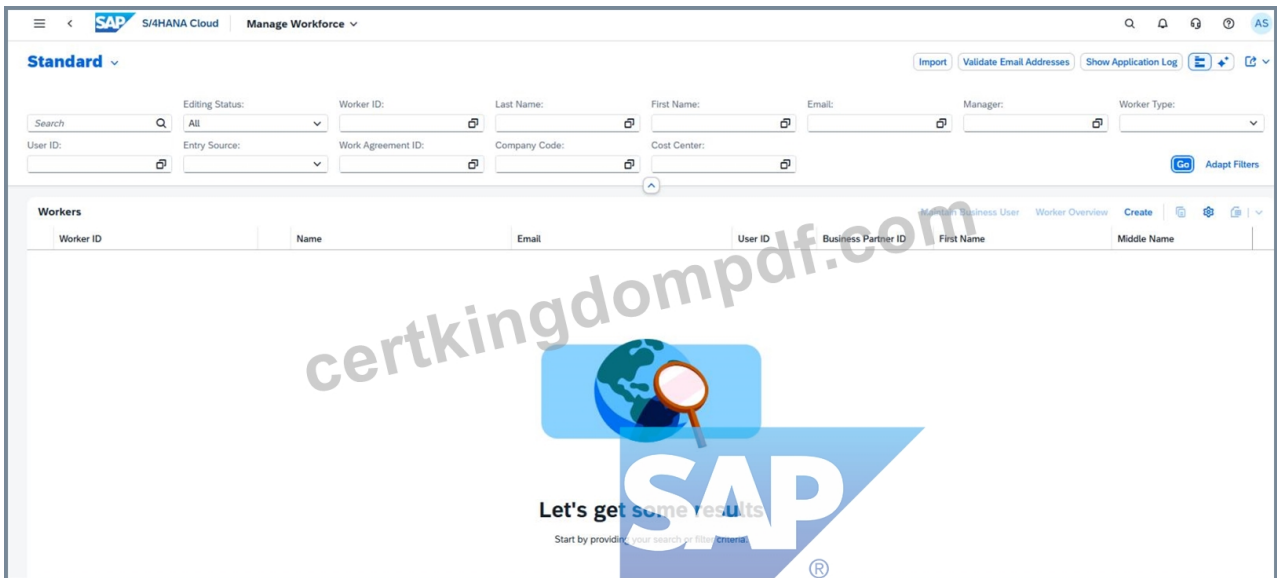 SAP S/4HANA Cloud Manage Workforce AS
Standard Import Validate Email Addresses Show Application Log
Editing Status: Worker ID: Last Name: First Name: Email: Manager: Worker Type:
Search All
User ID: Entry Source: Work Agreement ID: Company Code: Cost Center:
Go Adapt Filters
Workers Maintain Business User Worker Overview Create
Worker ID Name Email User ID Business Partner ID First Name Middle Name
certkingdompdf.com
Let's get some results
Start by providing your search or filter criteria.
SAP
®